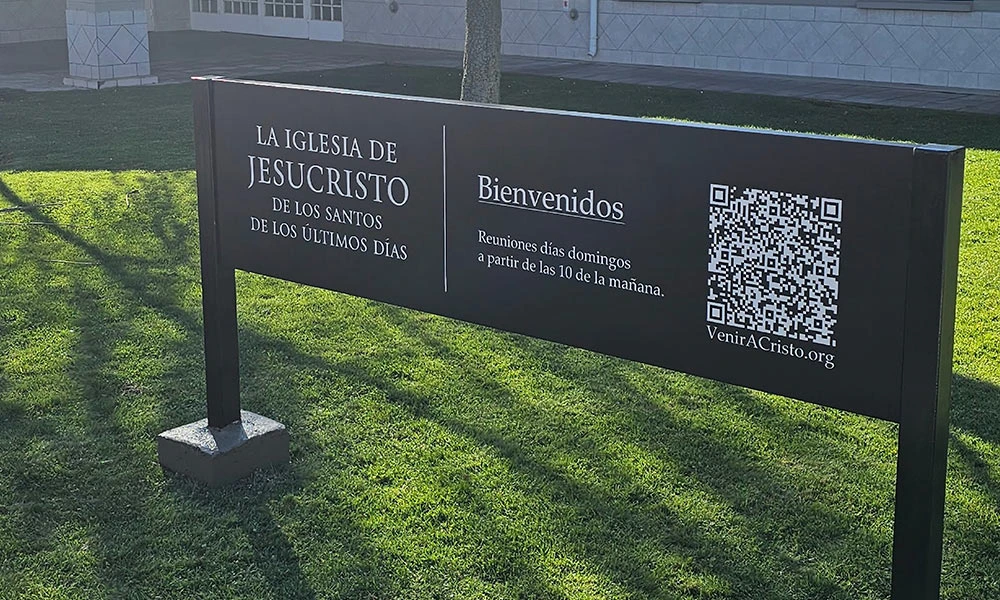 LA IGLESIA DE
JESUCRISTO
DE LOS SANTOS
DE LOS ÚLTIMOS DÍAS
Bienvenidos
Reuniones días domingos
a partir de las 10 de la mañana.
VenirACristo.org